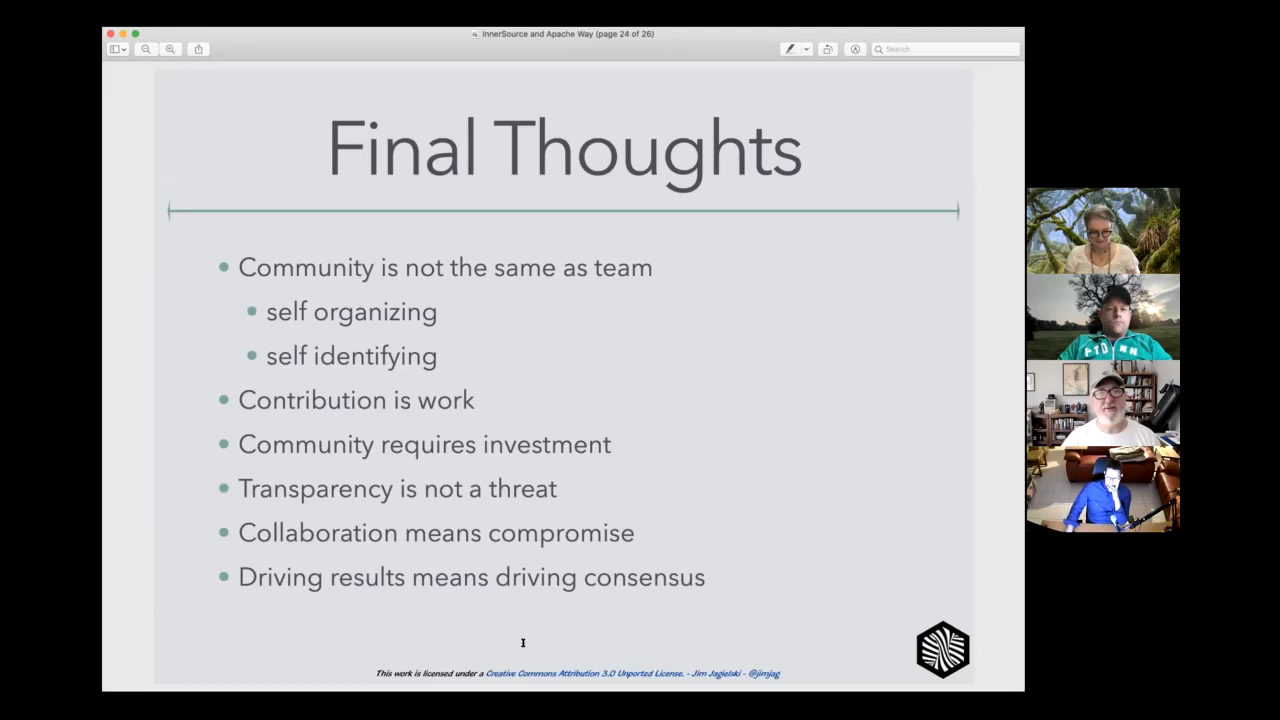 InnerSource and Apache Way (page 24 of 26)
Search
Final Thoughts
Community is not the same as team
self organizing
self identifying
Contribution is work
Community requires investment
Transparency is not a threat
Collaboration means compromise
Driving results means driving consensus
This work is licensed under a Creative Commons Attribution 3.0 Unported License. - Jim Jagielski - @jimjag